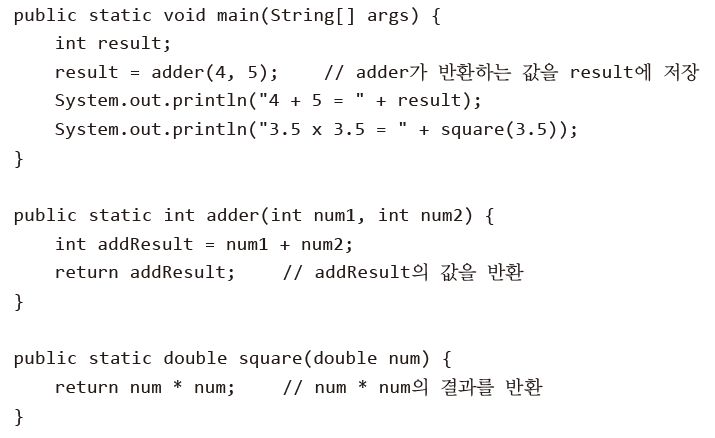 public static void main(String[] args) {
    int result;
    result = adder(4, 5);    // adder가 반환하는 값을 result에 저장
    System.out.println("4 + 5 = " + result);
    System.out.println("3.5 x 3.5 = " + square(3.5));
}

public static int adder(int num1, int num2) {
    int addResult = num1 + num2;
    return addResult;    // addResult의 값을 반환
}

public static double square(double num) {
    return num * num;    // num * num의 결과를 반환
}